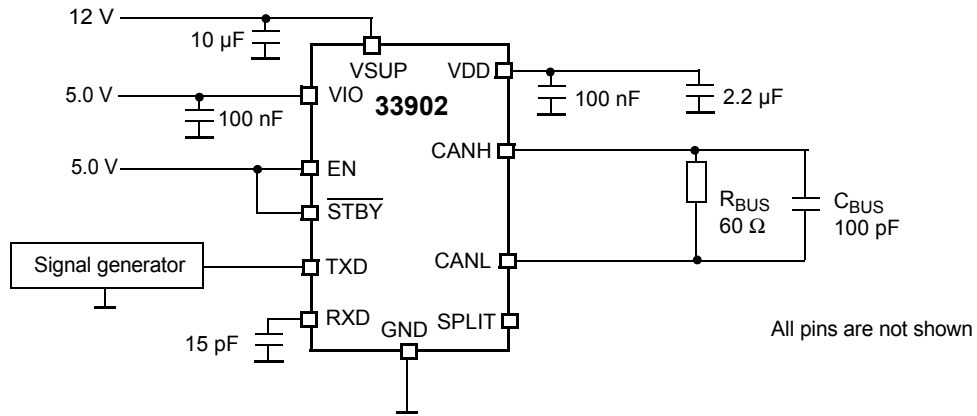 12 V
10 µF
VSUP
VDD
5.0 V
VIO
33902
100 nF
100 nF
2.2 µF
CANH
5.0 V
EN
STBY
RBUS
60 Ω
CBUS
100 pF
Signal generator
TXD
CANL
RXD
GND
SPLIT
15 pF
All pins are not shown